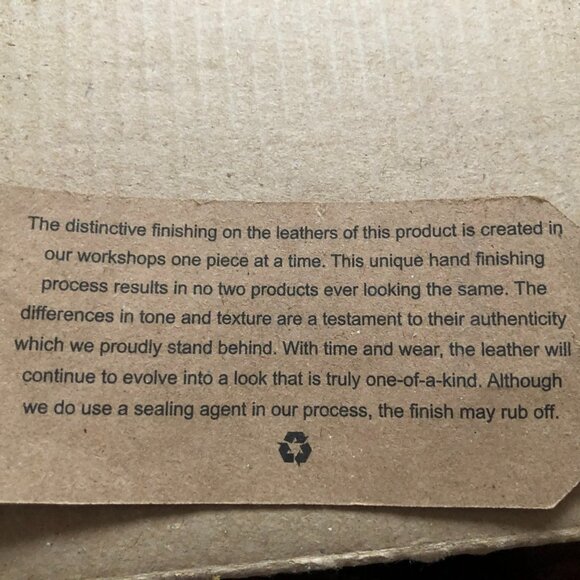 The distinctive finishing on the leathers of this product is created in
our workshops one piece at a time. This unique hand finishing
process results in no two products ever looking the same. The
differences in tone and texture are a testament to their authenticity
which we proudly stand behind. With time and wear, the leather will
continue to evolve into a look that is truly one-of-a-kind. Although
we do use a sealing agent in our process, the finish may rub off.